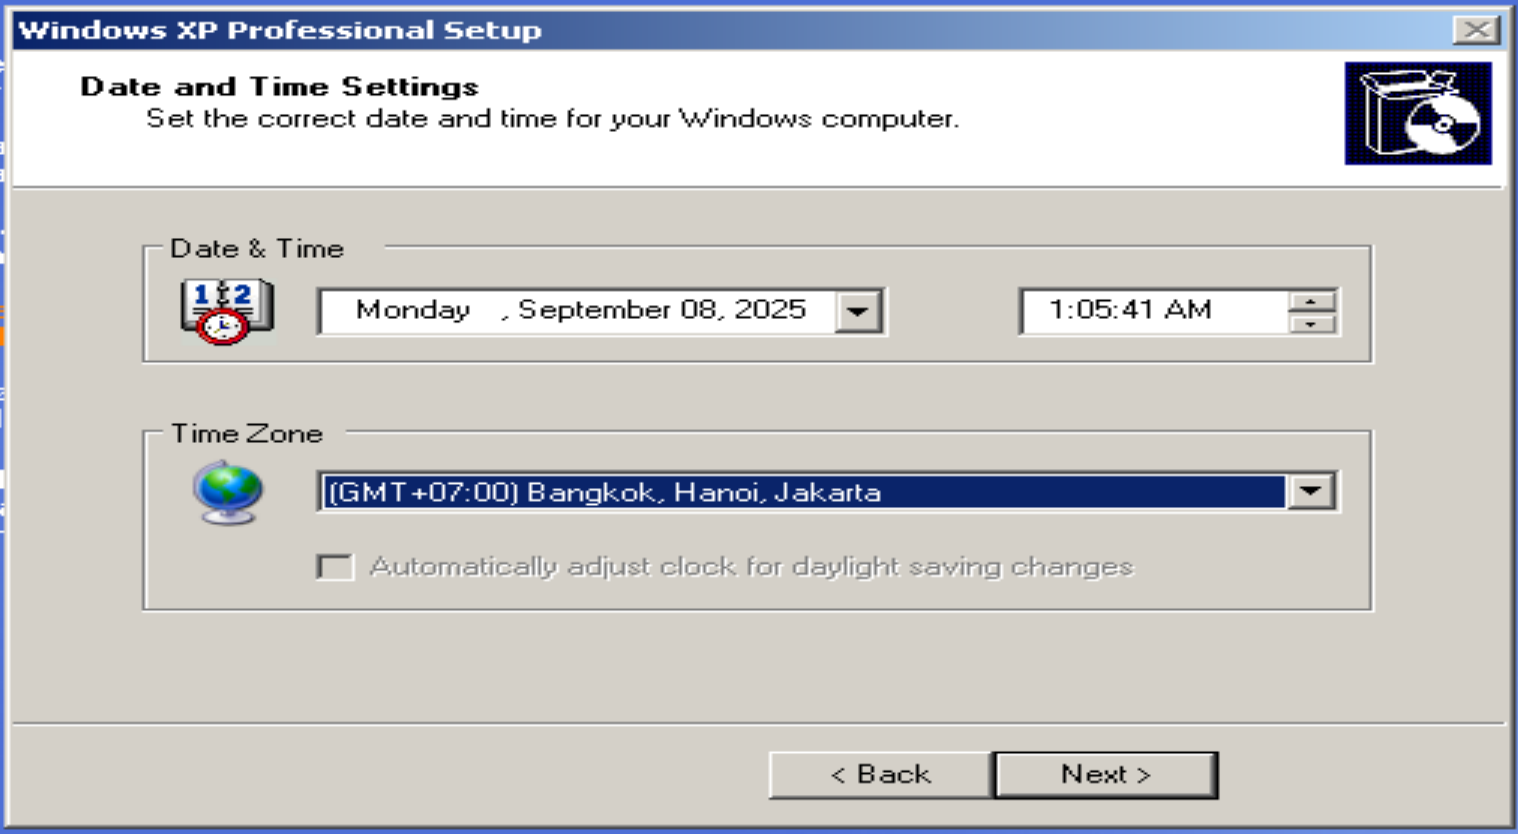 Windows XP Professional Setup
Date and Time Settings
Set the correct date and time for your Windows computer.
Date & Time
12
Monday , September 08, 2025
1:05:41 AM
Time Zone
(GMT+07:00) Bangkok, Hanoi, Jakarta
Automatically adjust clock for daylight saving changes
< Back
Next >